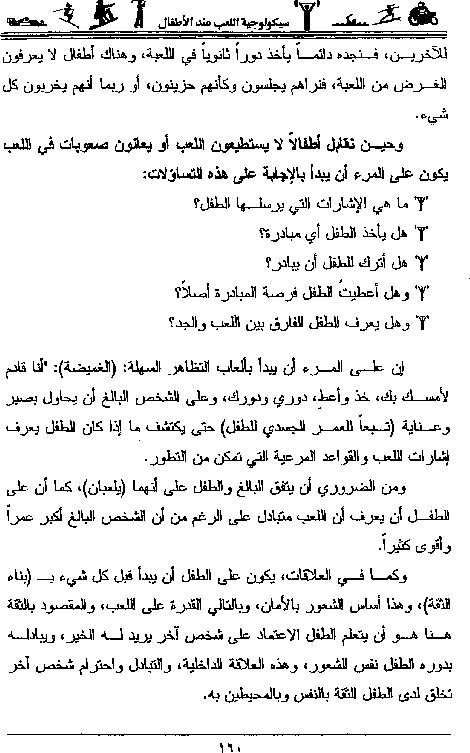 سيكولوجية اللعب عند الأطفال
للآخرين، فنجده دائماً يأخذ دوراً ثانوياً في اللعبة، وهناك أطفال لا يعرفون
الغرض من اللعبة، فنراهم يجلسون وكأنهم حزينون، أو ربما أنهم يخربون كل
شيء.
وحين نقابل أطفالاً لا يستطيعون اللعب أو يعانون صعوبات في اللعب
يكون على المرء أن يبدأ بالإجابة على هذه التساؤلات:
ما هي الإشارات التي يرسلها الطفل؟
هل يأخذ الطفل أي مبادرة؟
هل أترك للطفل أن يبادر؟
وهل أعطيتُ الطفل فرصة المبادرة أصلاً؟
وهل يعرف الطفل الفارق بين اللعب والجد؟
إن على المرء أن يبدأ بألعاب التظاهر السهلة: (الغميضة): "أنا قادم
لأمسك بك، خذ وأعطِ، دوري ودورك، وعلى الشخص البالغ أن يحاول بصبر
وعناية (تبعاً للعمر الجسدي للطفل) حتى يكتشف ما إذا كان الطفل يعرف
إشارات اللعب والقواعد المرعية التي تمكن من التطور.
ومن الضروري أن يتفق البالغ والطفل على أنهما (يلعبان)، كما أن على
الطفل أن يعرف أن اللعب متبادل على الرغم من أن الشخص البالغ أكبر عمراً
وأقوى كثيراً.
وكما في العلاقات، يكون على الطفل أن يبدأ قبل كل شيء بـ (بناء
الثقة)، وهذا أساس الشعور بالأمان، وبالتالي القدرة على اللعب، والمقصود بالثقة
هنا هو أن يتعلم الطفل الاعتماد على شخص آخر يريد له الخير، ويبادله
بدوره الطفل نفس الشعور، وهذه العلاقة الداخلية، والتبادل واحترام شخص آخر
تخلق لدى الطفل الثقة بالنفس وبالمحيطين به.
١٦٠